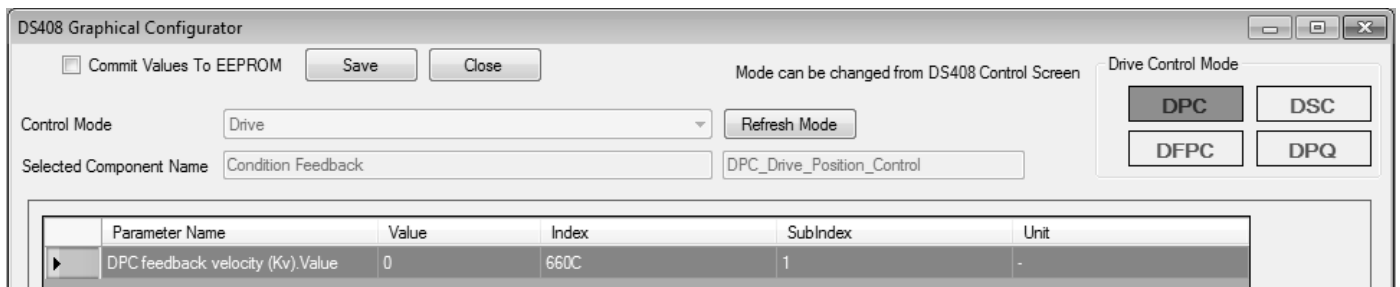 DS408 Graphical Configurator
Commit Values To EEPROM Save Close
Mode can be changed from DS408 Control Screen
Drive Control Mode
DPC DSC
DFPC DPQ
Control Mode Drive Refresh Mode
Selected Component Name Condition Feedback DPC_Drive_Position_Control
Parameter Name Value Index SubIndex Unit
DPC feedback velocity (Kv).Value 0 660C 1 -